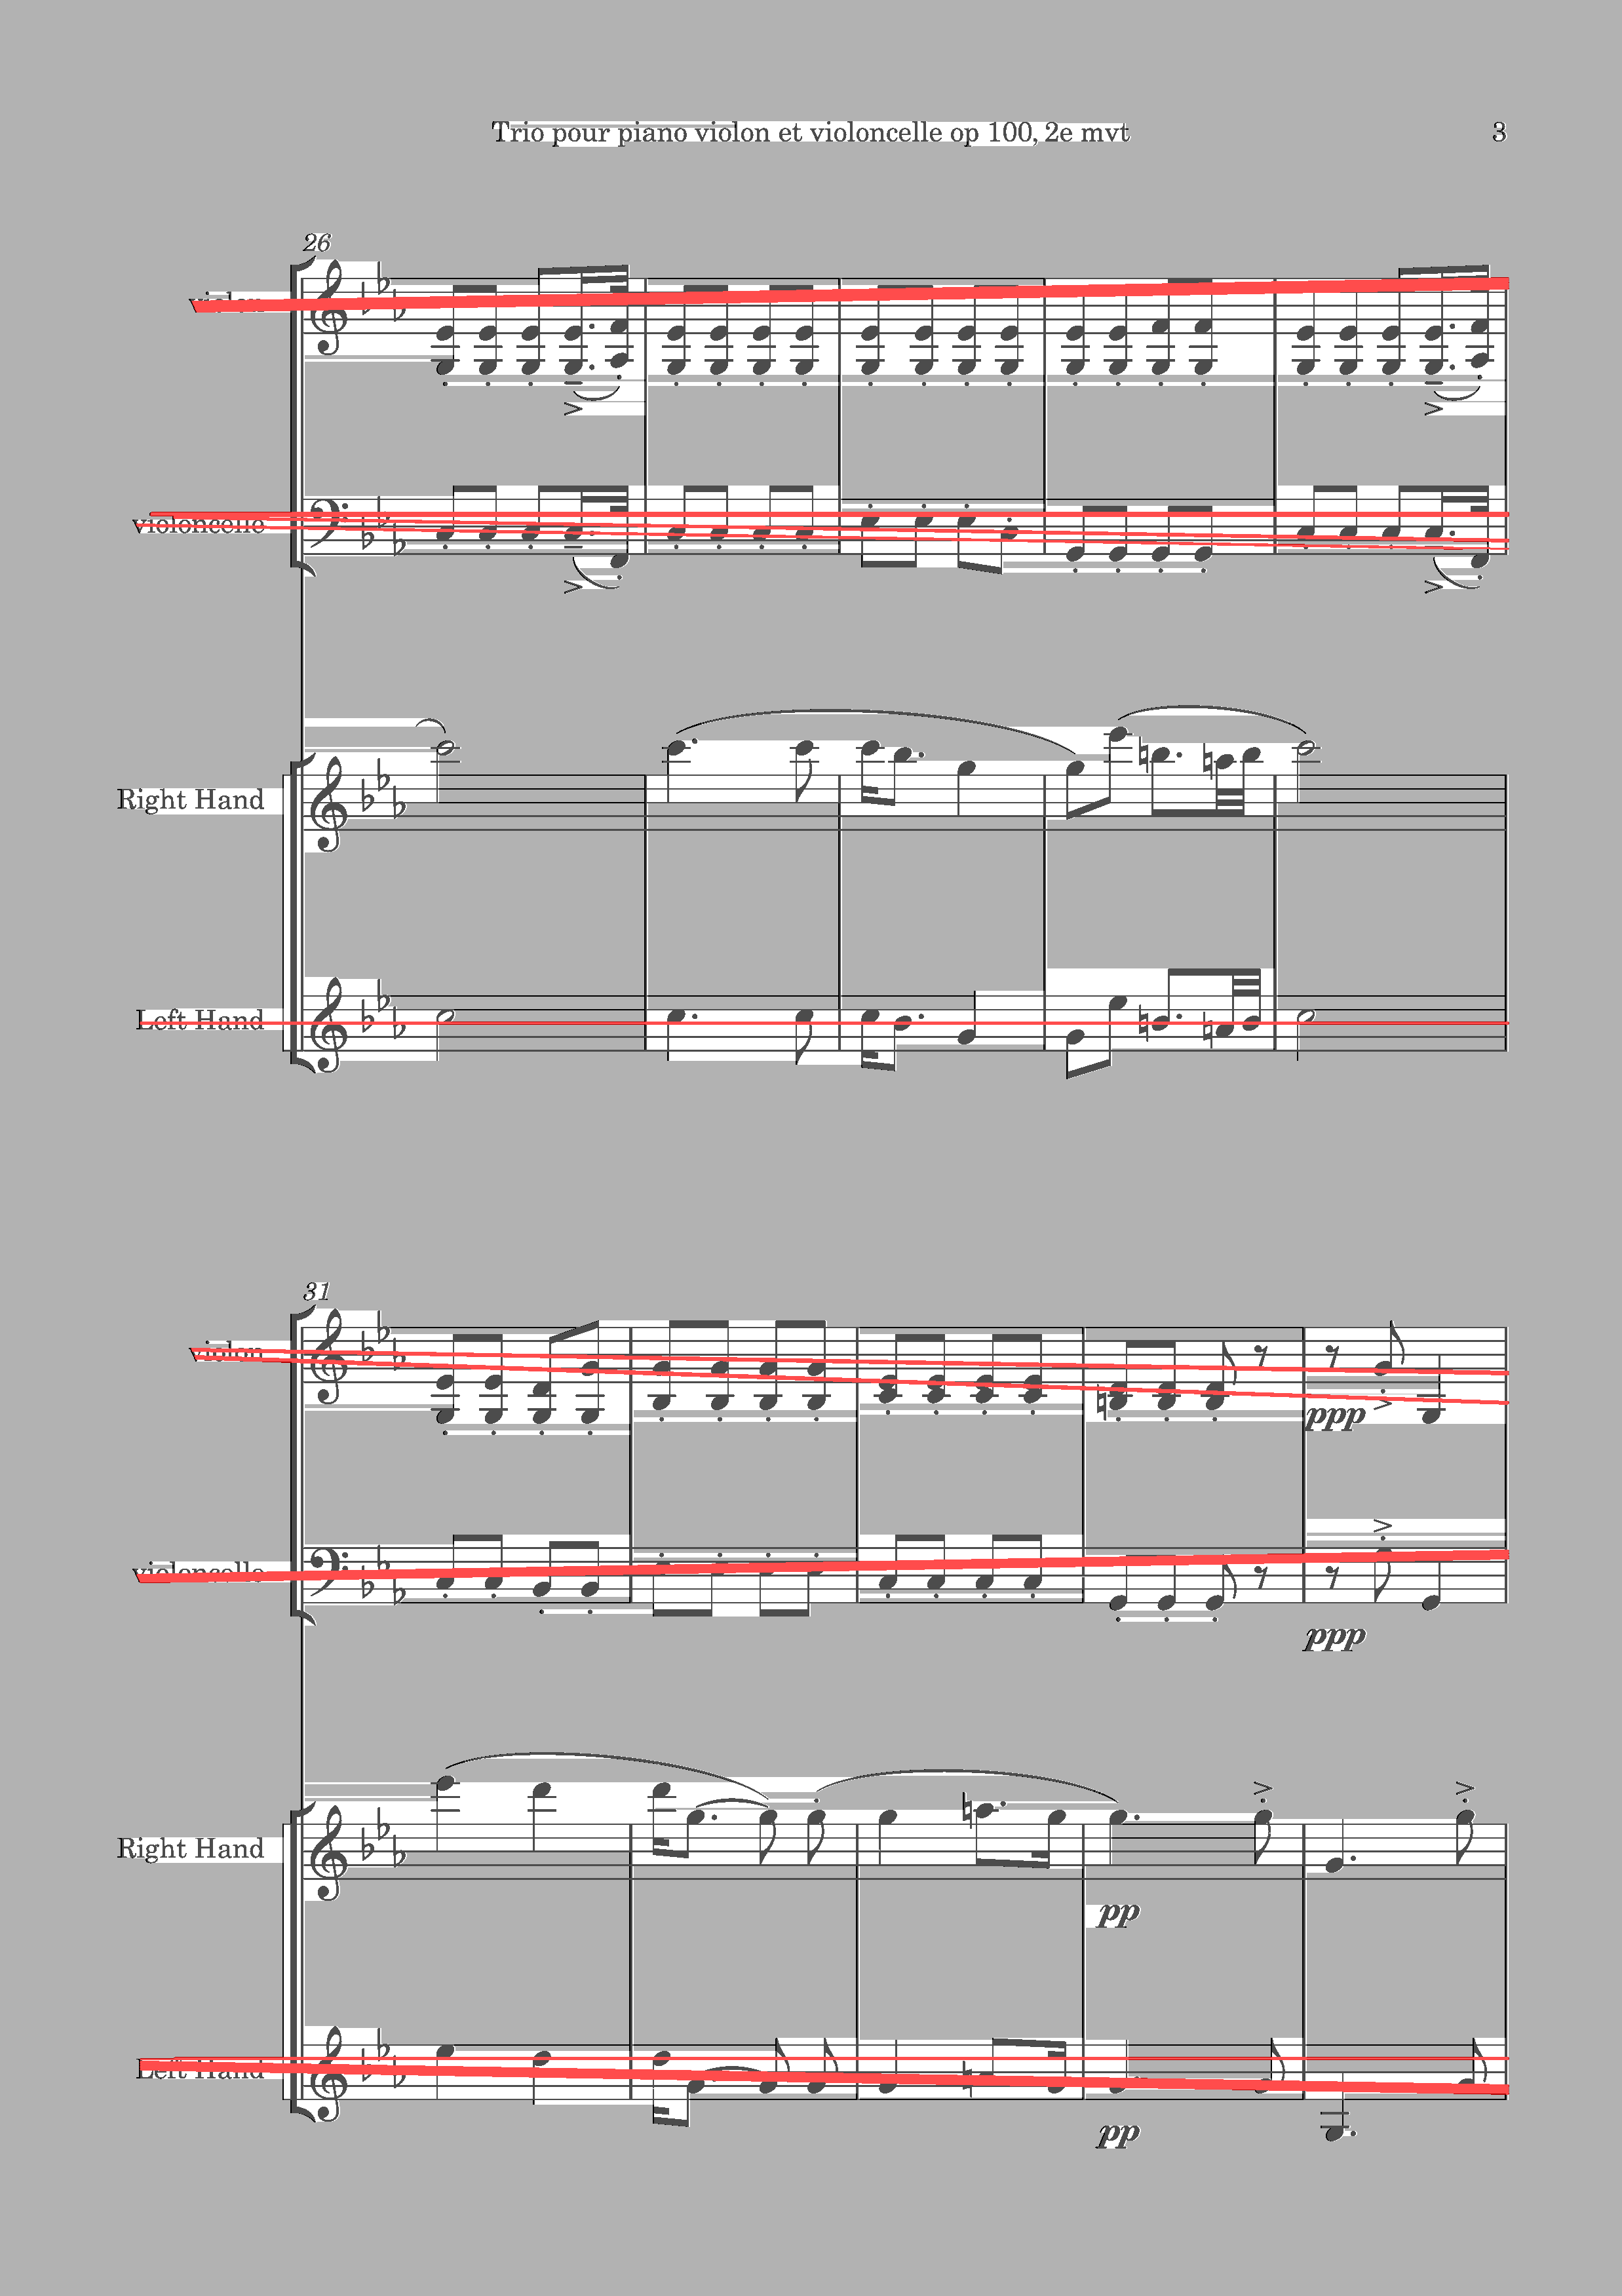 Trio pour piano violon et violoncelle op 100, 2e mvt 3
26
violon
violoncelle
Right Hand
Left Hand
31
violon
ppp
violoncelle
ppp
Right Hand
pp
Left Hand
pp